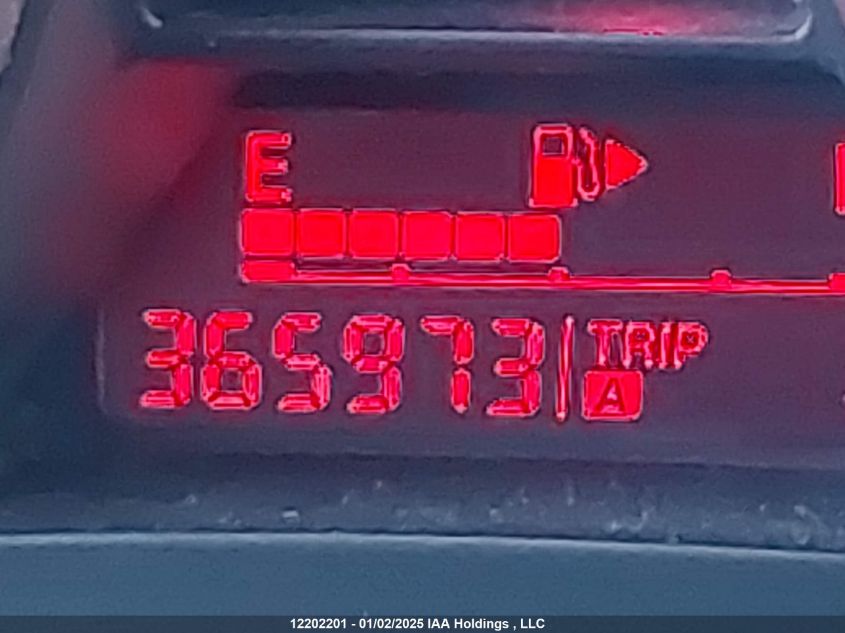 E
365973 TRIP
A
12202201 - 01/02/2025 IAA Holdings , LLC